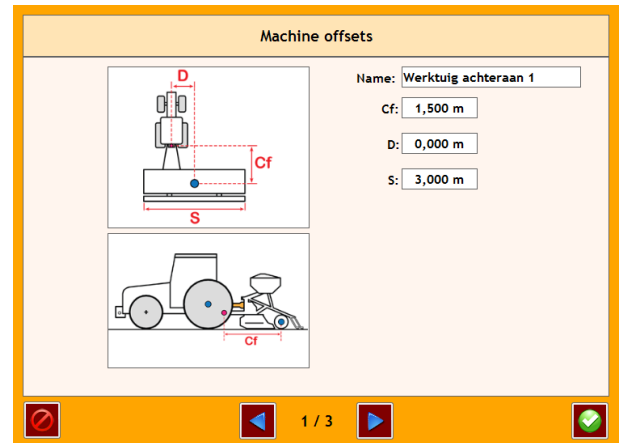 Machine offsets
D
Cf
S
Cf
Name: Werktuig achteraan 1
Cf: 1,500 m
D: 0,000 m
S: 3,000 m
1 / 3